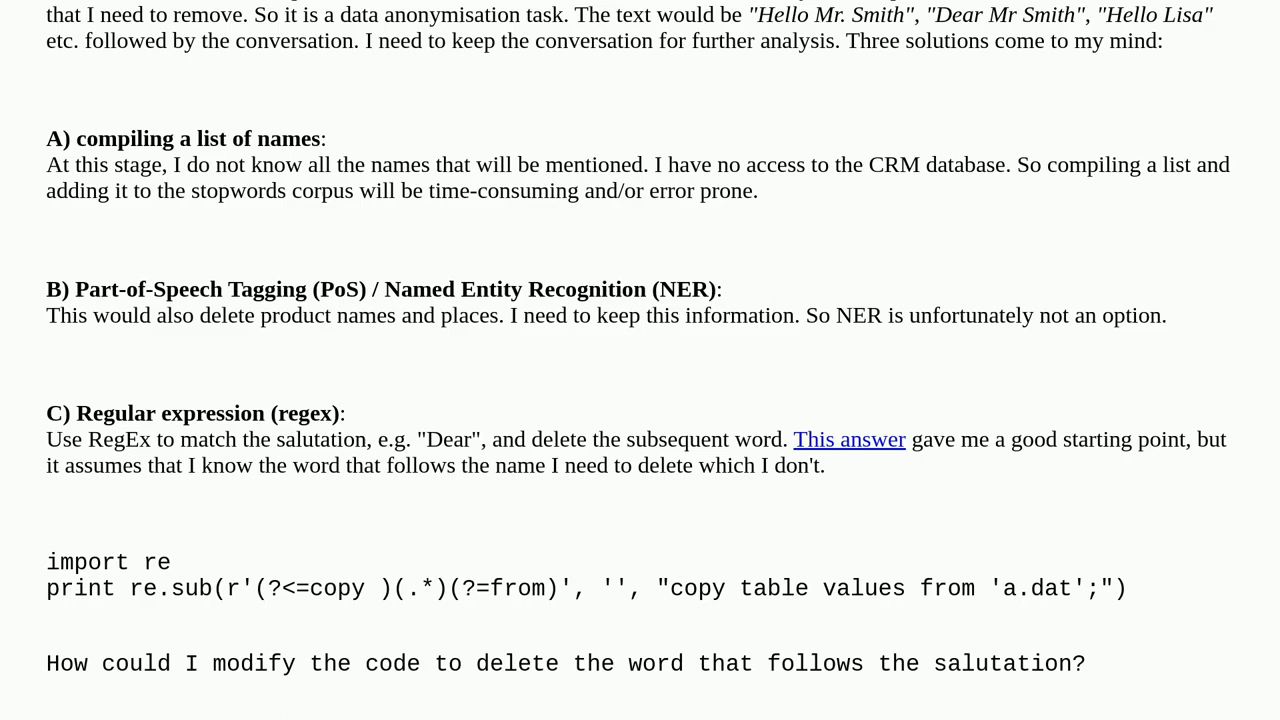 that I need to remove. So it is a data anonymisation task. The text would be "Hello Mr. Smith", "Dear Mr Smith", "Hello Lisa"
etc. followed by the conversation. I need to keep the conversation for further analysis. Three solutions come to my mind:
A) compiling a list of names:
At this stage, I do not know all the names that will be mentioned. I have no access to the CRM database. So compiling a list and
adding it to the stopwords corpus will be time-consuming and/or error prone.
B) Part-of-Speech Tagging (PoS) / Named Entity Recognition (NER):
This would also delete product names and places. I need to keep this information. So NER is unfortunately not an option.
C) Regular expression (regex):
Use RegEx to match the salutation, e.g. "Dear", and delete the subsequent word. This answer gave me a good starting point, but
it assumes that I know the word that follows the name I need to delete which I don't.
import re
print re.sub(r'(?<=copy )(.*)(?=from)', '', "copy table values from 'a.dat';")
How could I modify the code to delete the word that follows the salutation?